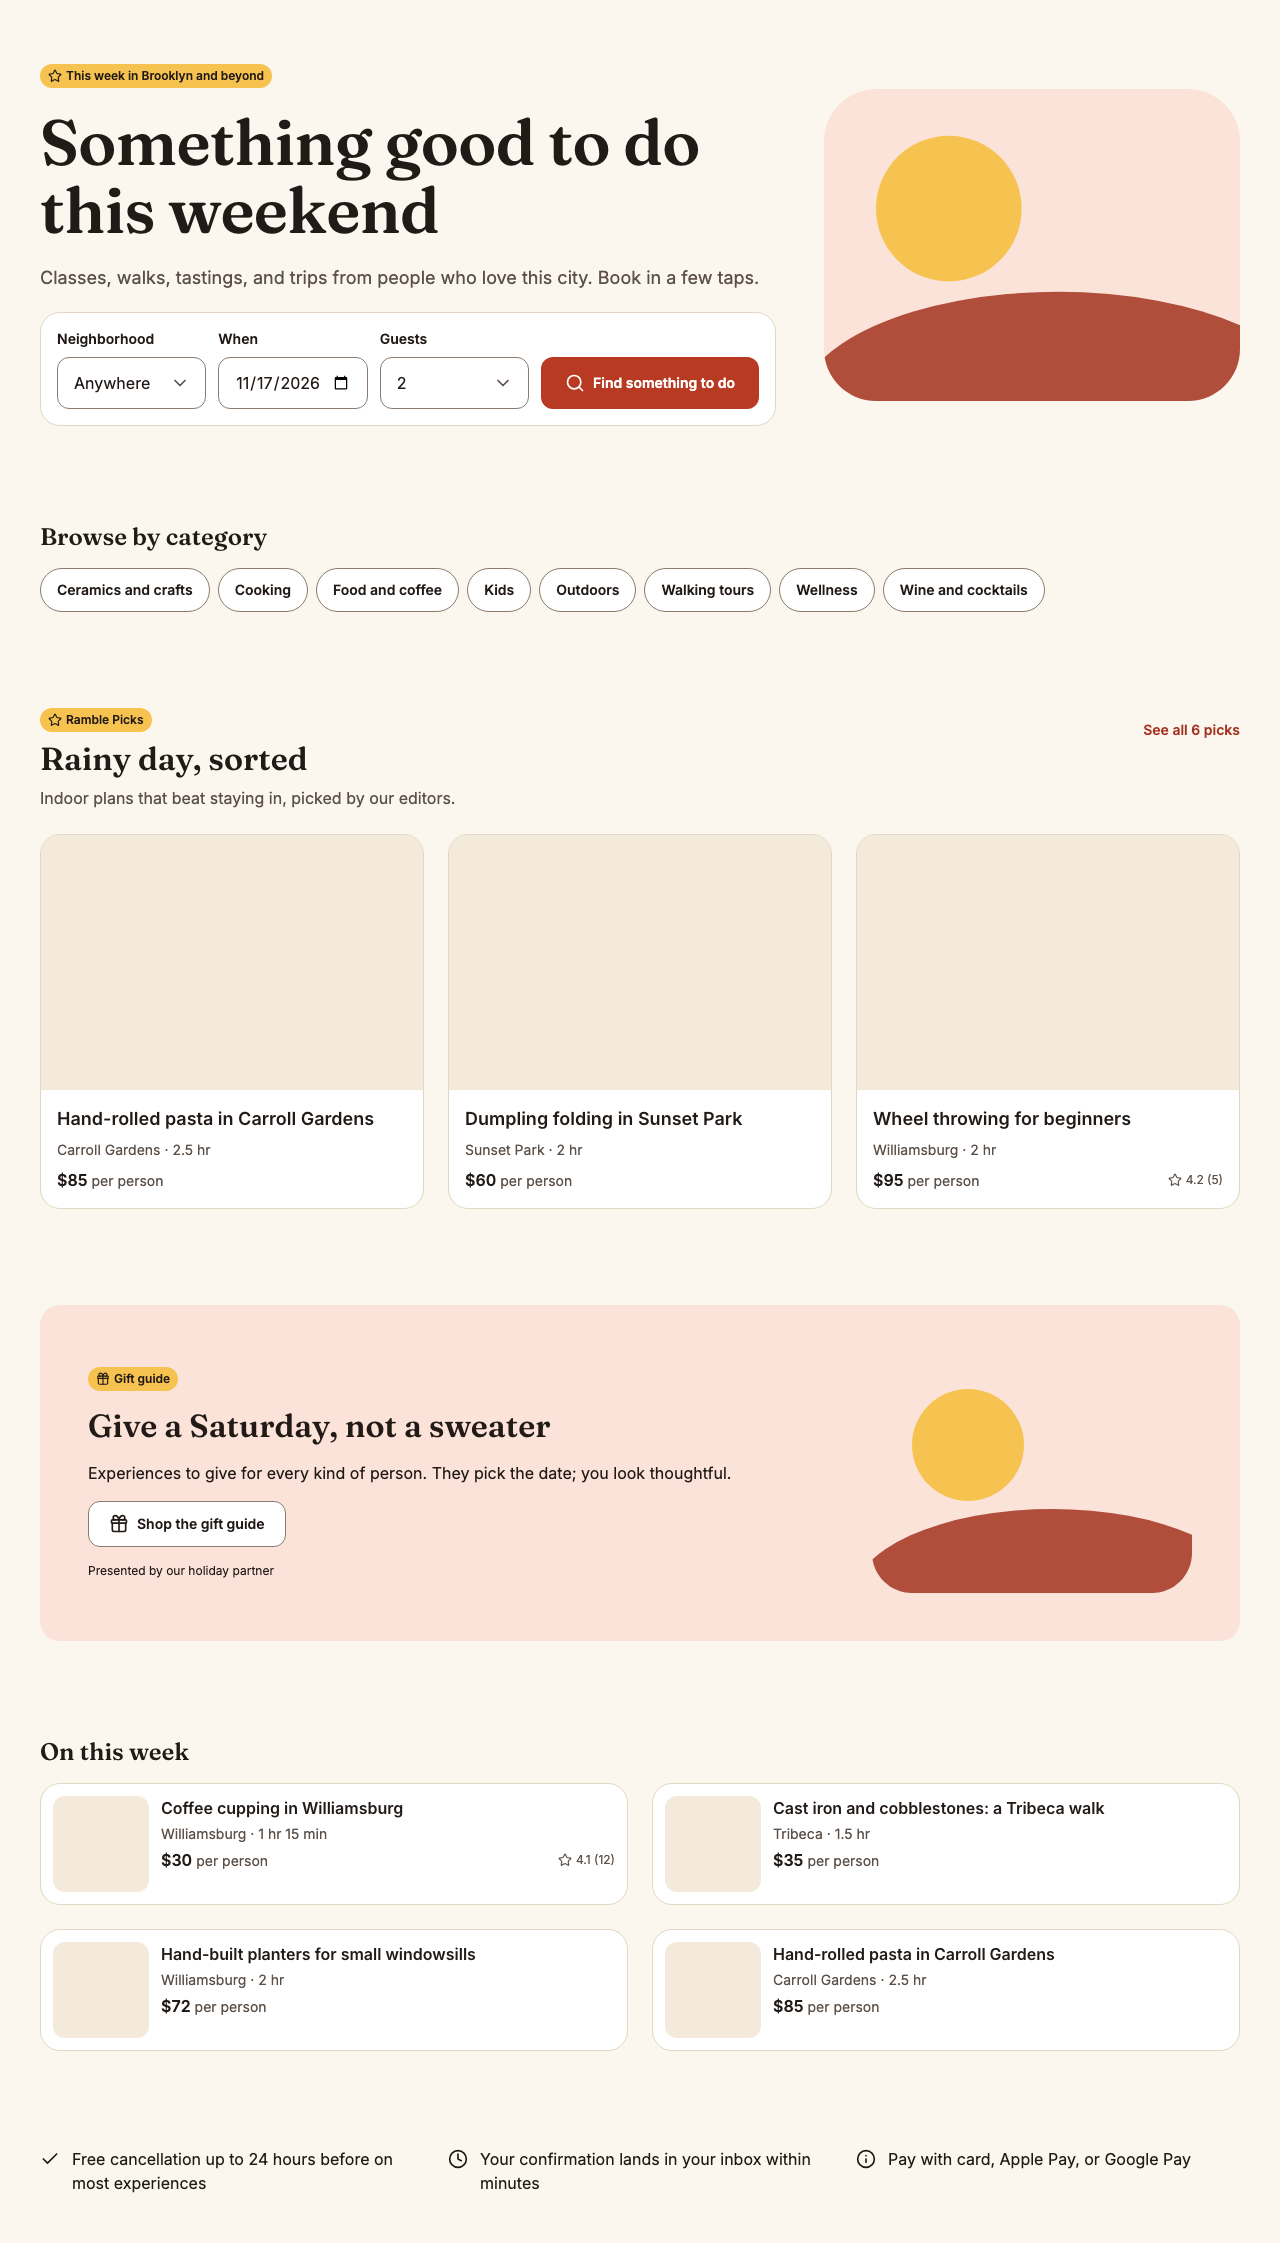 This week in Brooklyn and beyond
Something good to do
this weekend
Classes, walks, tastings, and trips from people who love this city. Book in a few taps.
Neighborhood
When
Guests
Anywhere
11/17/2026
2
Find something to do
Browse by category
Ceramics and crafts
Cooking
Food and coffee
Kids
Outdoors
Walking tours
Wellness
Wine and cocktails
Ramble Picks
See all 6 picks
Rainy day, sorted
Indoor plans that beat staying in, picked by our editors.
Hand-rolled pasta in Carroll Gardens
Carroll Gardens · 2.5 hr
$85 per person
Dumpling folding in Sunset Park
Sunset Park · 2 hr
$60 per person
Wheel throwing for beginners
Williamsburg · 2 hr
$95 per person
4.2 (5)
Gift guide
Give a Saturday, not a sweater
Experiences to give for every kind of person. They pick the date; you look thoughtful.
Shop the gift guide
Presented by our holiday partner
On this week
Coffee cupping in Williamsburg
Williamsburg · 1 hr 15 min
$30 per person
4.1 (12)
Cast iron and cobblestones: a Tribeca walk
Tribeca · 1.5 hr
$35 per person
Hand-built planters for small windowsills
Williamsburg · 2 hr
$72 per person
Hand-rolled pasta in Carroll Gardens
Carroll Gardens · 2.5 hr
$85 per person
Free cancellation up to 24 hours before on
most experiences
Your confirmation lands in your inbox within
minutes
Pay with card, Apple Pay, or Google Pay